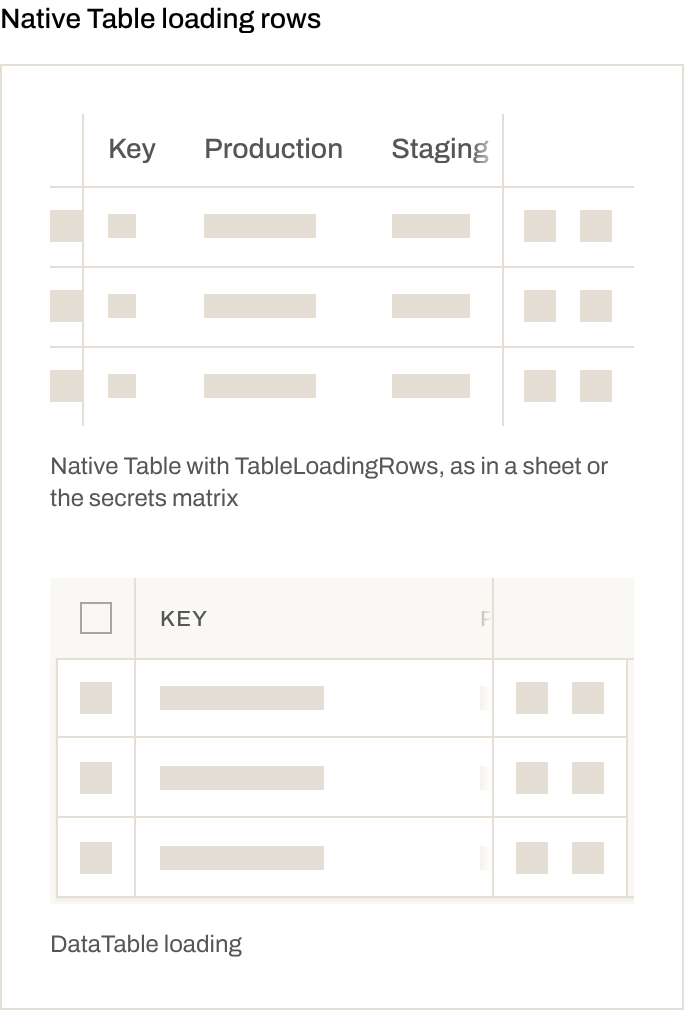 Native Table loading rows
Key Production Staging
Native Table with TableLoadingRows, as in a sheet or
the secrets matrix
KEY
DataTable loading